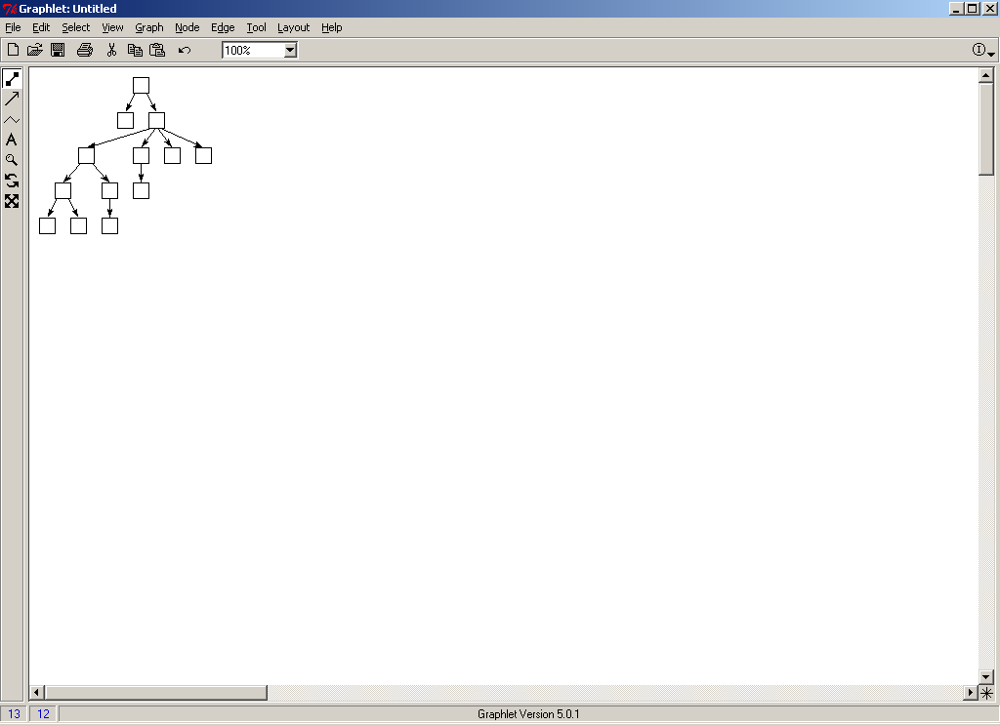 Graphlet: Untitled
File Edit Select View Graph Node Edge Tool Layout Help
100%
A
13 12 Graphlet Version 5.0.1